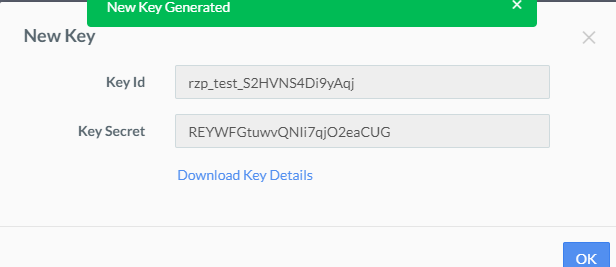 New Key Generated
New Key
Key Id
rzp_test_S2HVNS4Di9yAqj
Key Secret
REYWFGtuwvQNIi7qjO2eaCUG
Download Key Details
OK